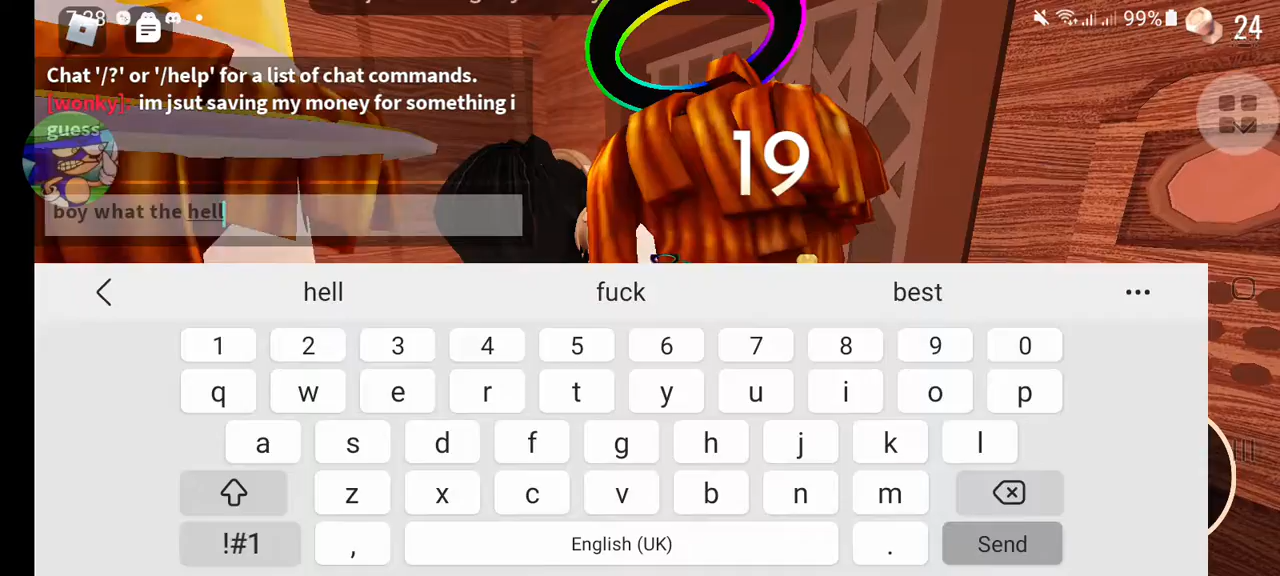 7:28 99% 24
Chat '/?' or '/help' for a list of chat commands.
[wonky]: im jsut saving my money for something i
guess
19
boy what the hell
hell fuck best
1 2 3 4 5 6 7 8 9 0
q w e r t y u i o p
a s d f g h j k l
z x c v b n m
!#1 , English (UK) . Send